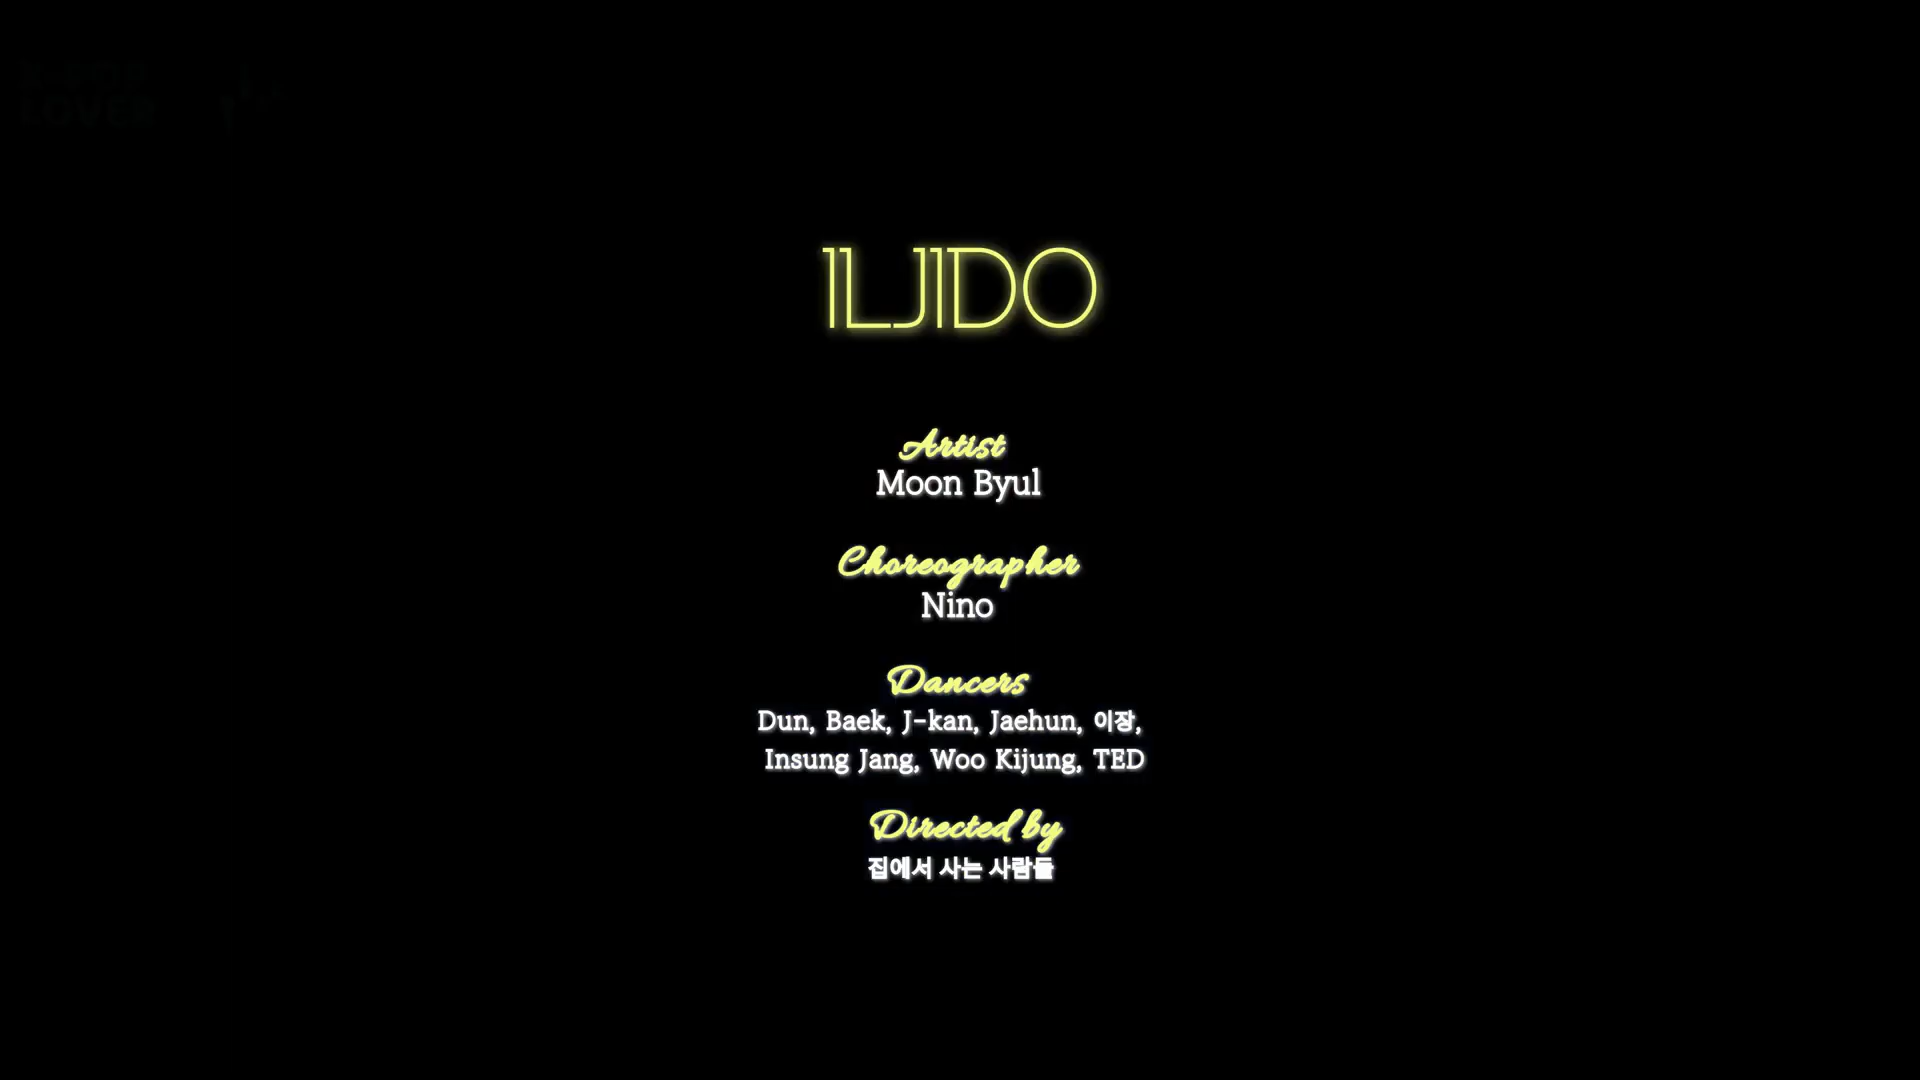 ILJIDO
Artist
Moon Byul
Choreographer
Nino
Dancers
Dun, Baek, J-kan, Jaehun, 이장,
Insung Jang, Woo Kijung, TED
Directed by
집에서 사는 사람들